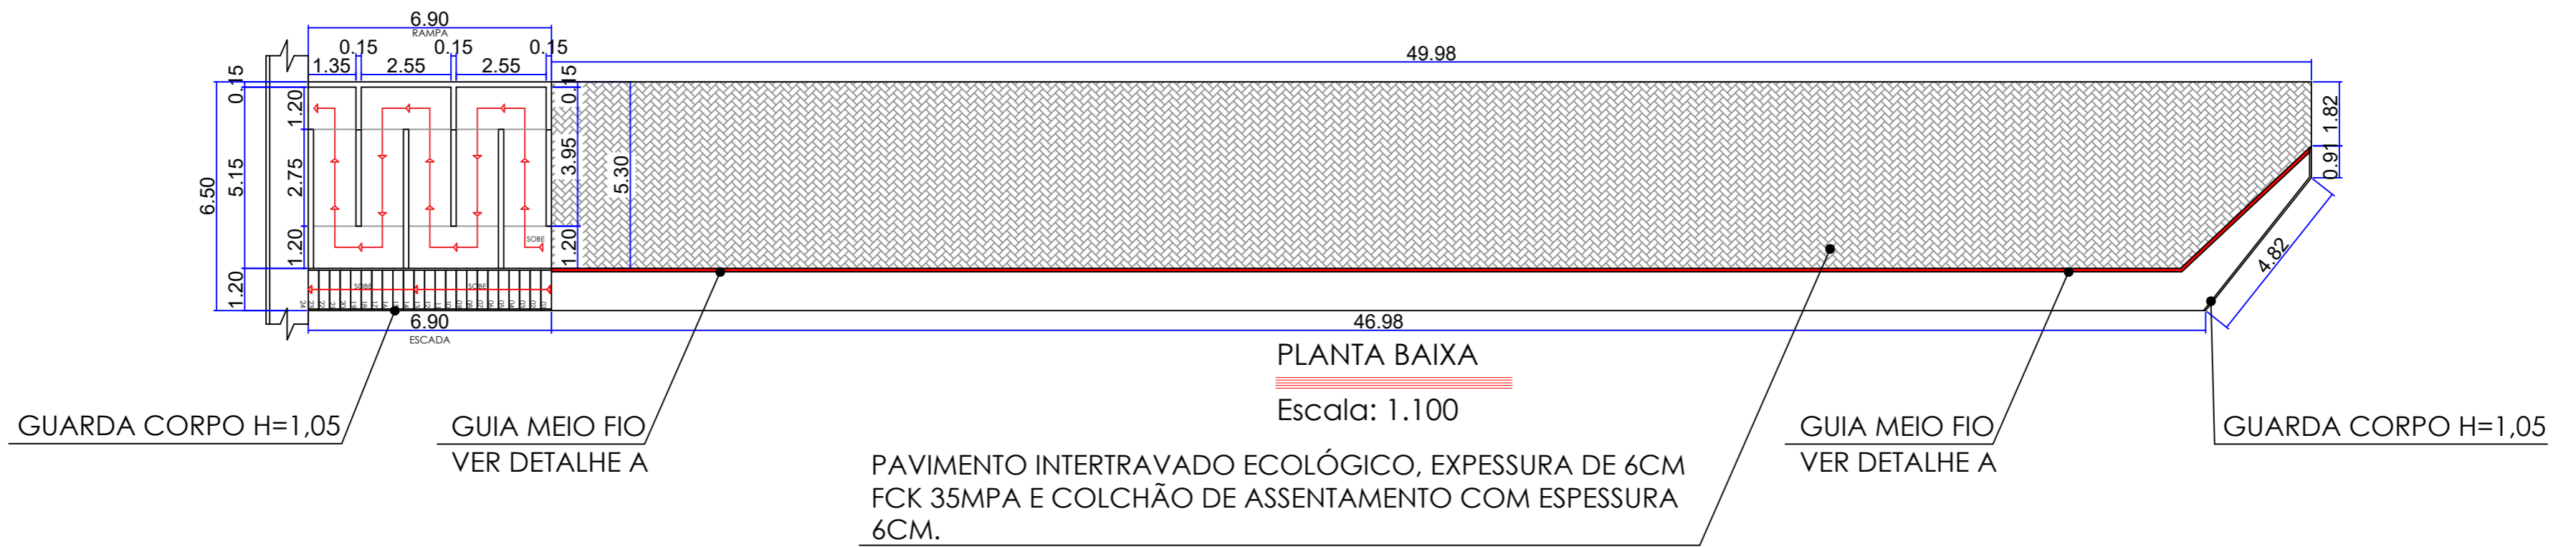 6.90
RAMPA
0.15
0.15
0.15
49.98
1.35
2.55
2.55
0.15
0.15
1.20
1.82
6.50
5.15
2.75
3.95
5.30
0.91
1.20
1.20
SOBE
4.82
1.20
SOBE
SOBE
24
6.90
46.98
ESCADA
PLANTA BAIXA
Escala: 1.100
GUARDA CORPO H=1,05
GUIA MEIO FIO
VER DETALHE A
GUIA MEIO FIO
VER DETALHE A
GUARDA CORPO H=1,05
PAVIMENTO INTERTRAVADO ECOLÓGICO, EXPESSURA DE 6CM
FCK 35MPA E COLCHÃO DE ASSENTAMENTO COM ESPESSURA
6CM.